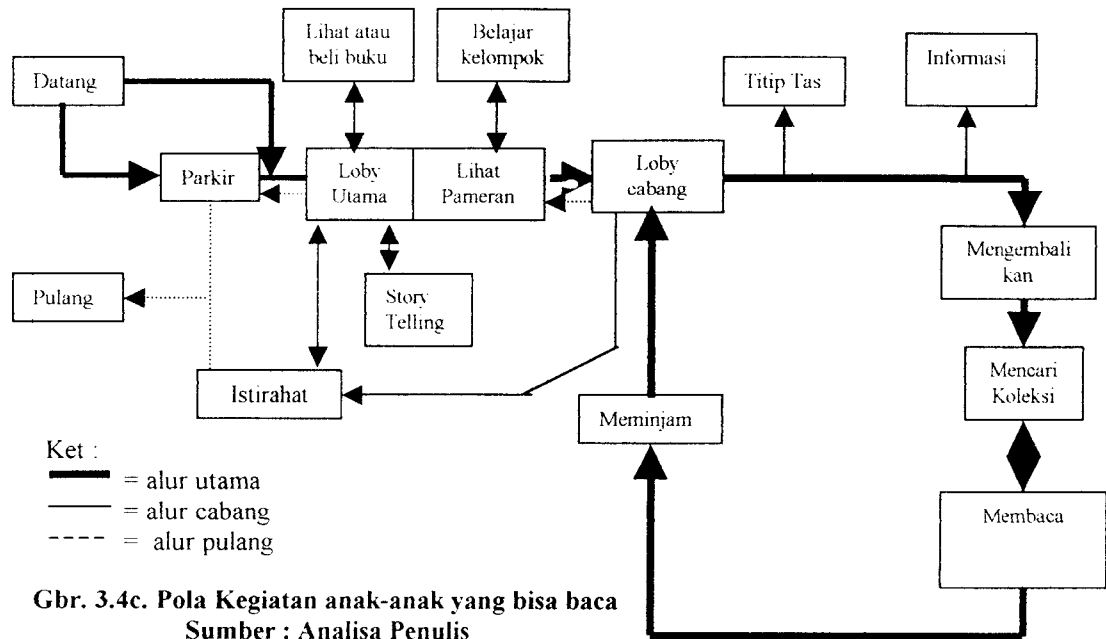 Datang
Lihat atau
beli buku
Belajar
kelompok
Titip Tas
Informasi
Parkir
Loby
Utama
Lihat
Pameran
Loby
cabang
Pulang
Story
Telling
Istirahat
Mengembali
kan
Mencari
Koleksi
Meminjam
Membaca
Ket :
= alur utama
= alur cabang
= alur pulang
Gbr. 3.4c. Pola Kegiatan anak-anak yang bisa baca
Sumber : Analisa Penulis